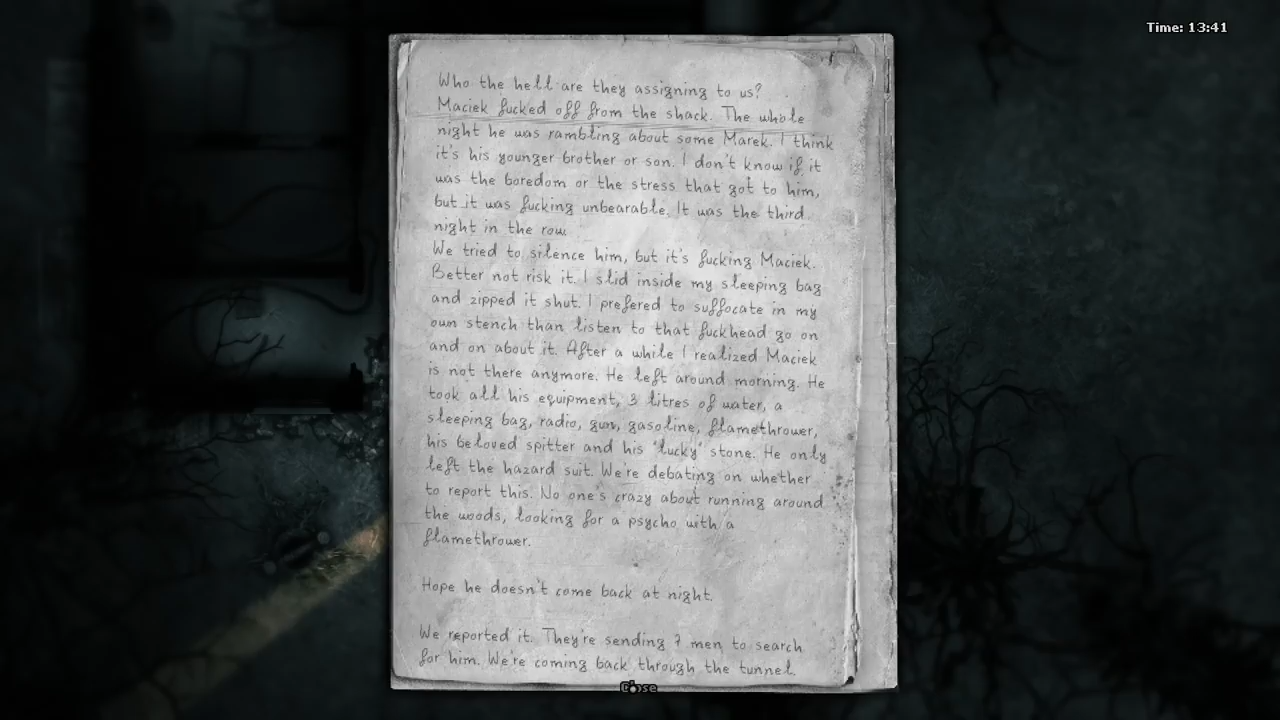 Time: 13:41
Who the hell are they assigning to us?
Maciek fucked off from the shack. The whole
night he was rambling about some Marek. I think
it's his younger brother or son. I don't know if it
was the boredom or the stress that got to him,
but it was fucking unbearable. It was the third
night in the row.
We tried to silence him, but it's fucking Maciek.
Better not risk it. I slid inside my sleeping bag
and zipped it shut. I prefered to suffocate in my
own stench than listen to that fuckhead go on
and on about it. After a while I realized Maciek
is not there anymore. He left around morning. He
took all his equipment, 3 litres of water, a
sleeping bag, radio, gun, gasoline, flamethrower,
his beloved spitter and his "lucky" stone. He only
left the hazard suit. We're debating on whether
to report this. No one's crazy about running around
the woods, looking for a psycho with a
flamethrower.
Hope he doesn't come back at night.
We reported it. They're sending 7 men to search
for him. We're coming back through the tunnel.
Close